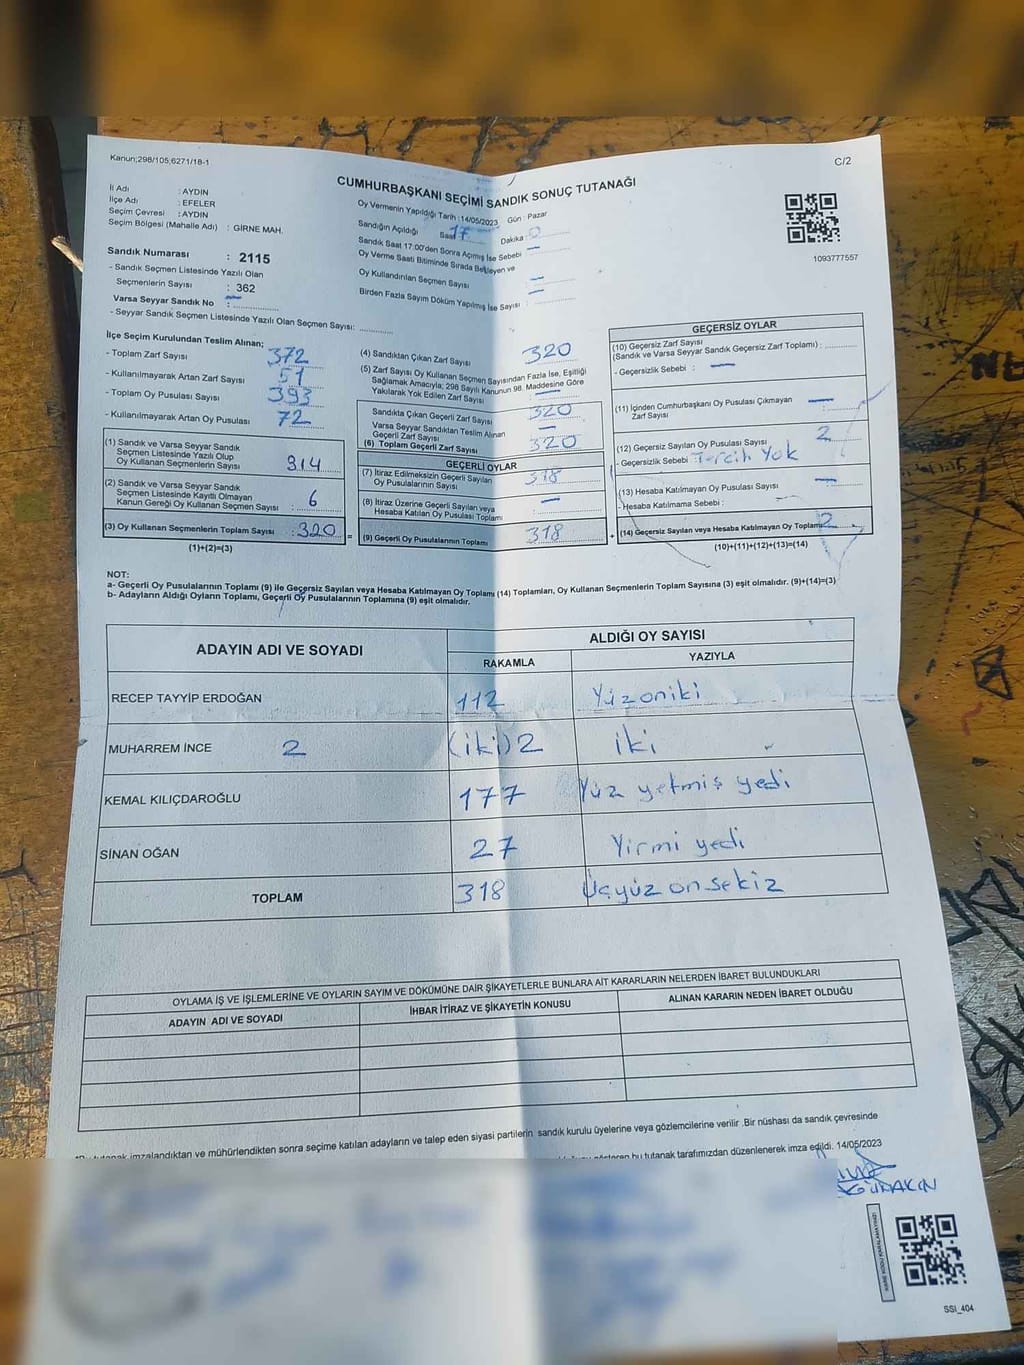 Kanun;298/105;6271/18-1
C/2
CUMHURBAŞKANI SEÇİMİ SANDIK SONUÇ TUTANAĞI
İl Adı : AYDIN
İlçe Adı : EFELER
Seçim Çevresi : AYDIN
Seçim Bölgesi (Mahalle Adı) : GİRNE MAH.
Oy Vermenin Yapıldığı Tarih :14/05/2023 Gün : Pazar
Sandığın Açıldığı Saat 17 Dakika : 0
Sandık Saat 17:00'den Sonra Açımış İse Sebebi —
Oy Verme Saati Bitiminde Sırada Bekleyen ve
Oy Kullandırılan Seçmen Sayısı : —
Birden Fazla Sayım Döküm Yapılmış İse Sayısı : —
1093777557
Sandık Numarası : 2115
- Sandık Seçmen Listesinde Yazılı Olan
Seçmenlerin Sayısı : 362
Varsa Seyyar Sandık No : —
- Seyyar Sandık Seçmen Listesinde Yazılı Olan Seçmen Sayısı: ............
İlçe Seçim Kurulundan Teslim Alınan;
- Toplam Zarf Sayısı 372
- Kullanılmayarak Artan Zarf Sayısı 51
- Toplam Oy Pusulası Sayısı 393
- Kullanılmayarak Artan Oy Pusulası 72
(1) Sandık ve Varsa Seyyar Sandık
Seçmen Listesinde Yazılı Olup
Oy Kullanan Seçmenlerin Sayısı : 314
(2) Sandık ve Varsa Seyyar Sandık
Seçmen Listesinde Kayıtlı Olmayan
Kanun Gereği Oy Kullanan Seçmen Sayısı : 6
(3) Oy Kullanan Seçmenlerin Toplam Sayısı : 320
(1)+(2)=(3)
=
(4) Sandıktan Çıkan Zarf Sayısı 320
(5) Zarf Sayısı Oy Kullanan Seçmen Sayısından Fazla İse, Eşitliği
Sağlamak Amacıyla; 298 Sayılı Kanunun 98. Maddesine Göre
Yakılarak Yok Edilen Zarf Sayısı : —
Sandıkta Çıkan Geçerli Zarf Sayısı 320
Varsa Seyyar Sandıktan Teslim Alınan
Geçerli Zarf Sayısı —
(6) Toplam Geçerli Zarf Sayısı 320
GEÇERLİ OYLAR
(7) İtiraz Edilmeksizin Geçerli Sayılan
Oy Pusulalarının Sayısı 318
(8) İtiraz Üzerine Geçerli Sayılan veya
Hesaba Katılan Oy Pusulası Toplamı —
(9) Geçerli Oy Pusulalarının Toplamı 318
+
GEÇERSİZ OYLAR
(10) Geçersiz Zarf Sayısı
(Sandık ve Varsa Seyyar Sandık Geçersiz Zarf Toplamı) : ............
- Geçersizlik Sebebi : —
(11) İçinden Cumhurbaşkanı Oy Pusulası Çıkmayan
Zarf Sayısı : —
(12) Geçersiz Sayılan Oy Pusulası Sayısı 2
- Geçersizlik Sebebi Tercih Yok
(13) Hesaba Katılmayan Oy Pusulası Sayısı —
- Hesaba Katılmama Sebebi :
(14) Geçersiz Sayılan veya Hesaba Katılmayan Oy Toplamı 2
(10)+(11)+(12)+(13)=(14)
NOT:
a- Geçerli Oy Pusulalarının Toplamı (9) ile Geçersiz Sayılan veya Hesaba Katılmayan Oy Toplamı (14) Toplamları, Oy Kullanan Seçmenlerin Toplam Sayısına (3) eşit olmalıdır. (9)+(14)=(3)
b- Adayların Aldığı Oyların Toplamı, Geçerli Oy Pusulalarının Toplamına (9) eşit olmalıdır.
ADAYIN ADI VE SOYADI ALDIĞI OY SAYISI
RAKAMLA YAZIYLA
RECEP TAYYİP ERDOĞAN 112 Yüzoniki
MUHARREM İNCE 2 (iki) 2 iki
KEMAL KILIÇDAROĞLU 177 Yüz yetmiş yedi
SİNAN OĞAN 27 Yirmi yedi
TOPLAM 318 Üçyüz on sekiz
OYLAMA İŞ VE İŞLEMLERİNE VE OYLARIN SAYIM VE DÖKÜMÜNE DAİR ŞİKAYETLERLE BUNLARA AİT KARARLARIN NELERDEN İBARET BULUNDUKLARI
ADAYIN ADI VE SOYADI İHBAR İTİRAZ VE ŞİKAYETİN KONUSU ALINAN KARARIN NEDEN İBARET OLDUĞU
tutanak imzalandıktan ve mühürlendikten sonra seçime katılan adayların ve talep eden siyasi partilerin, sandık kurulu üyelerine veya gözlemcilerine verilir .Bir nüshası da sandık çevresinde
gösteren bu tutanak tarafımızdan düzenlenerek imza edildi. 14/05/2023
SSI_404